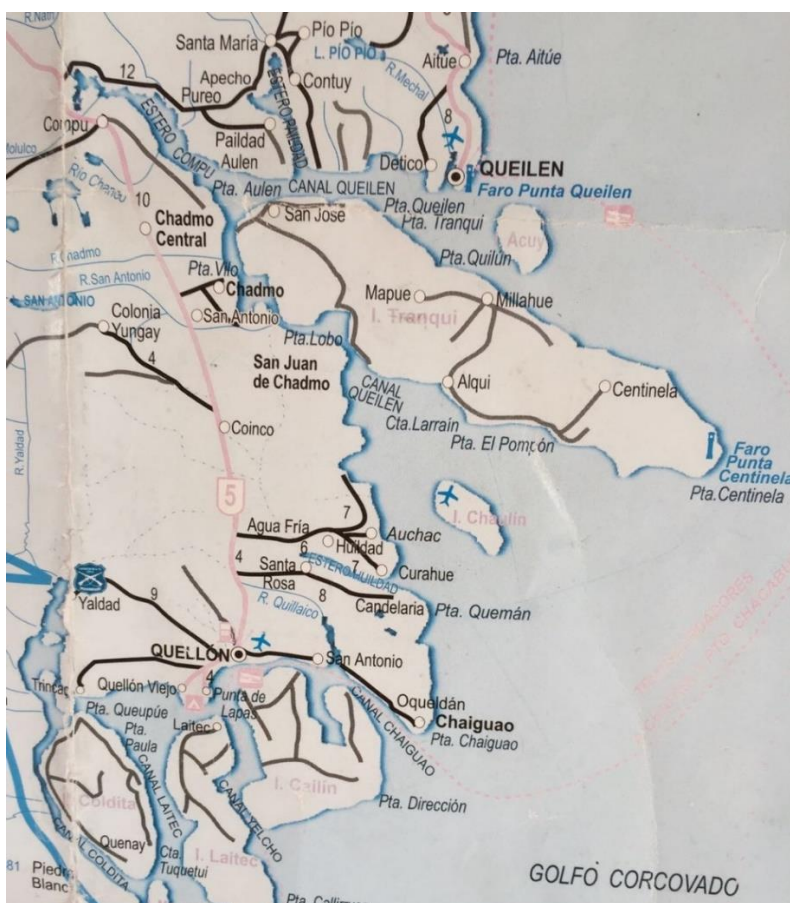 R.Nath
Pío Pío
Santa María
L. PÍO PÍO
Aitúe
Pta. Aitúe
12
Apecho
Contuy
R.Mechal
Pureo
ESTERO PAILDAD
8
ESTERO COMPU
Compu
Paildad
Aulen
Molulco
Detico
QUEILEN
Faro Punta Queilen
Río Chanou
Pta. Aulen
CANAL QUEILEN
10
San José
Pta.Queilen
Pta. Tranqui
Acuy
Chadmo
Central
Pta.Quilún
R.Chadmo
Pta.Vilo
R.San Antonio
SAN ANTONIO
Chadmo
Mapue
Millahue
Colonia
Yungay
San Antonio
I. Tranqui
Pta.Lobo
4
San Juan
de Chadmo
CANAL
QUEILEN
Alqui
Centinela
Cta.Larraín
Coinco
Pta. El Pompón
R.Yaldad
Faro
Punta
Centinela
Pta.Centinela
5
7
I. Chaulín
Agua Fría
Auchac
6
Huildad
4
Santa
Rosa
ESTERO HUILDAD
7
Curahue
Yaldad
9
8
R. Quillaico
Candelaria
Pta. Quemán
QUELLÓN
San Antonio
Trincao
Quellón Viejo
4
Punta de
Lapas
Oqueldán
Chaiguao
Pta. Queupúe
Laitec
CANAL CHAIGUAO
Pta. Chaiguao
Pta.
Paula
CANAL LAITEC
I. Cailín
Coldita
CANAL YELCHO
Pta. Dirección
CANAL COLDITA
Quenay
Cta.
Tuquetui
I. Laitec
81
GOLFO CORCOVADO